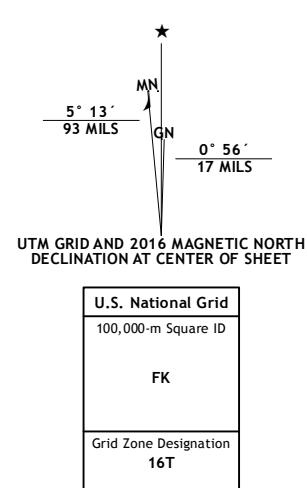 ★
MN
5° 13´
93 MILS
GN
0° 56´
17 MILS
UTM GRID AND 2016 MAGNETIC NORTH
DECLINATION AT CENTER OF SHEET
U.S. National Grid
100,000-m Square ID
FK
Grid Zone Designation
16T